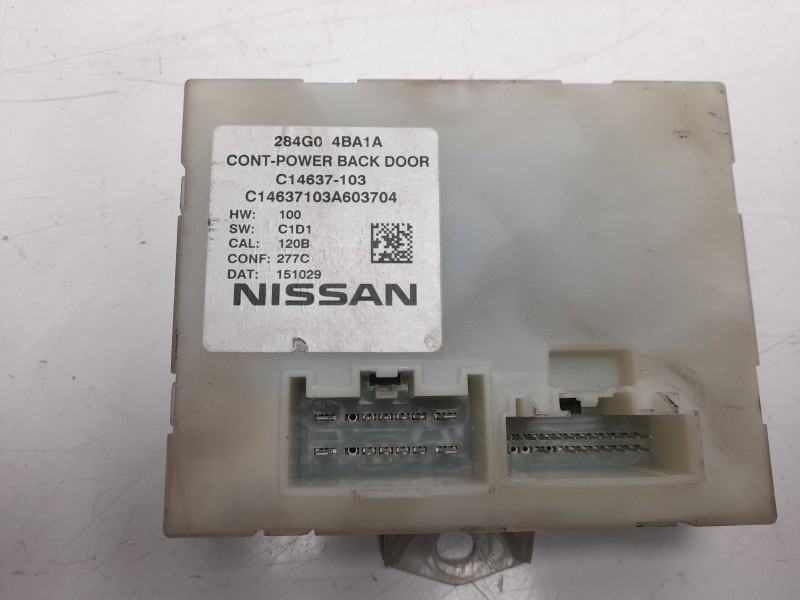 284G0 4BA1A
CONT-POWER BACK DOOR
C14637-103
C14637103A603704
HW: 100
SW: C1D1
CAL: 120B
CONF: 277C
DAT: 151029
NISSAN